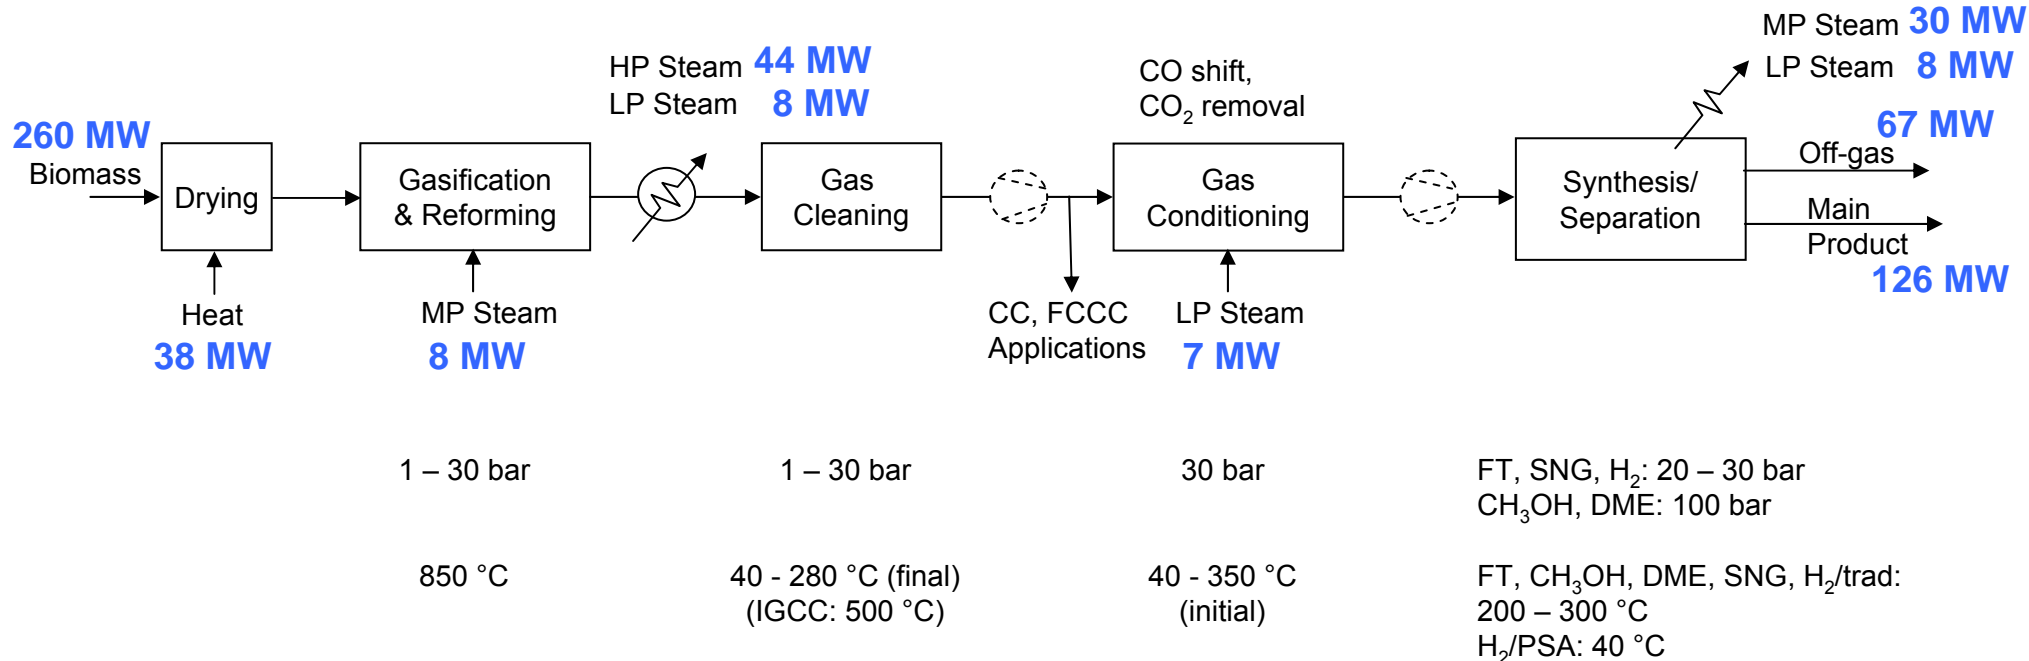 MP Steam 30 MW
LP Steam 8 MW
HP Steam 44 MW
LP Steam 8 MW
CO shift,
CO2 removal
260 MW
Biomass
Drying
Gasification
& Reforming
Gas
Cleaning
Gas
Conditioning
Synthesis/
Separation
67 MW
Off-gas
Main
Product
126 MW
Heat
38 MW
MP Steam
8 MW
CC, FCCC
Applications
LP Steam
7 MW
1 – 30 bar
1 – 30 bar
30 bar
FT, SNG, H2: 20 – 30 bar
CH3OH, DME: 100 bar
850 °C
40 - 280 °C (final)
(IGCC: 500 °C)
40 - 350 °C
(initial)
FT, CH3OH, DME, SNG, H2/trad:
200 – 300 °C
H2/PSA: 40 °C